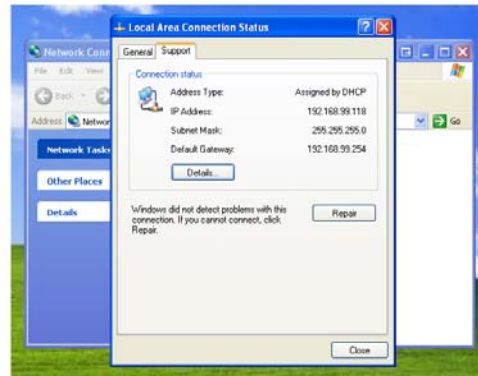 Local Area Connection Status
Network Conn
General Support
File Edit View
Connection status
Back
Address Type: Assigned by DHCP
IP Address: 192.168.99.118
Address Networ Go
Subnet Mask: 255.255.255.0
Network Tasks
Default Gateway: 192.168.99.254
Details...
Other Places
Details
Windows did not detect problems with this
connection. If you cannot connect, click
Repair.
Repair
Close